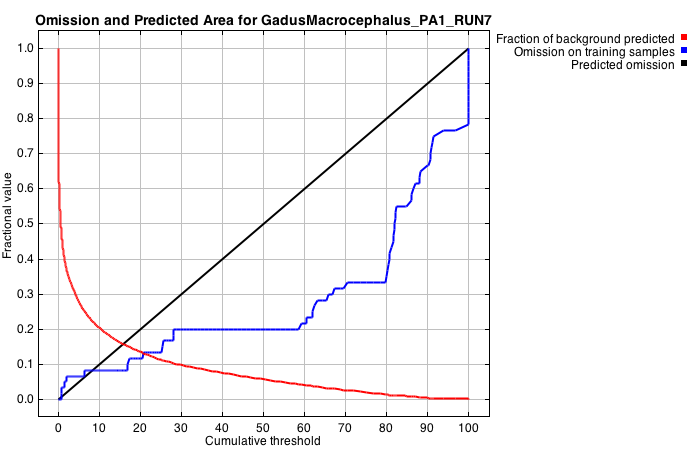 Omission and Predicted Area for GadusMacrocephalus_PA1_RUN7
Fraction of background predicted
Omission on training samples
Predicted omission
Fractional value
1.0
0.9
0.8
0.7
0.6
0.5
0.4
0.3
0.2
0.1
0.0
0 10 20 30 40 50 60 70 80 90 100
Cumulative threshold